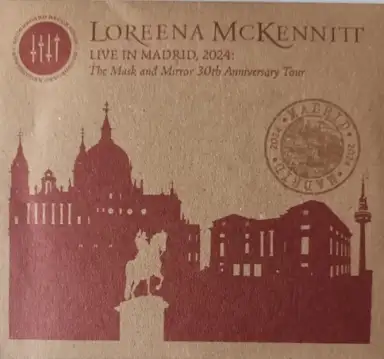 LOREENA MCKENNITT
LIVE IN MADRID, 2024:
The Mask and Mirror 30th Anniversary Tour
MADRID
2024
2024
MADRID